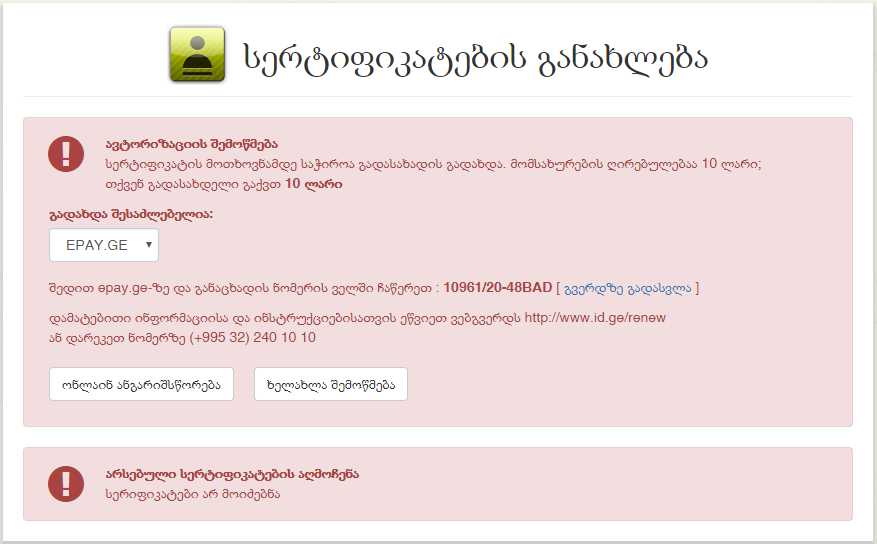 სერტიფიკატების განახლება
ავტორიზაციის შემოწმება
სერტიფიკატის მოთხოვნამდე საჭიროა გადასახადის გადახდა. მომსახურების ღირებულებაა 10 ლარი;
თქვენ გადასახდელი გაქვთ 10 ლარი
გადახდა შესაძლებელია:
EPAY.GE
შედით epay.ge-ზე და განაცხადის ნომერის ველში ჩაწერეთ : 10961/20-48BAD [ გვერდზე გადასვლა ]
დამატებითი ინფორმაციისა და ინსტრუქციებისათვის ეწვიეთ ვებგვერდს http://www.id.ge/renew
ან დარეკეთ ნომერზე (+995 32) 240 10 10
ონლაინ ანგარიშსწორება ხელახლა შემოწმება
არსებული სერტიფიკატების აღმოჩენა
სერიფიკატები არ მოიძებნა